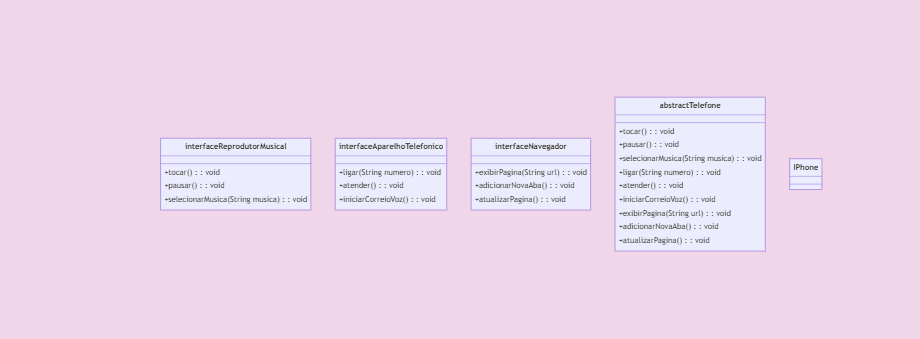 interfaceReprodutorMusical
+tocar() : : void
+pausar() : : void
+selecionarMusica(String musica) : : void
interfaceAparelhoTelefonico
+ligar(String numero) : : void
+atender() : : void
+iniciarCorreioVoz() : : void
interfaceNavegador
+exibirPagina(String url) : : void
+adicionarNovaAba() : : void
+atualizarPagina() : : void
abstractTelefone
+tocar() : : void
+pausar() : : void
+selecionarMusica(String musica) : : void
+ligar(String numero) : : void
+atender() : : void
+iniciarCorreioVoz() : : void
+exibirPagina(String url) : : void
+adicionarNovaAba() : : void
+atualizarPagina() : : void
IPhone